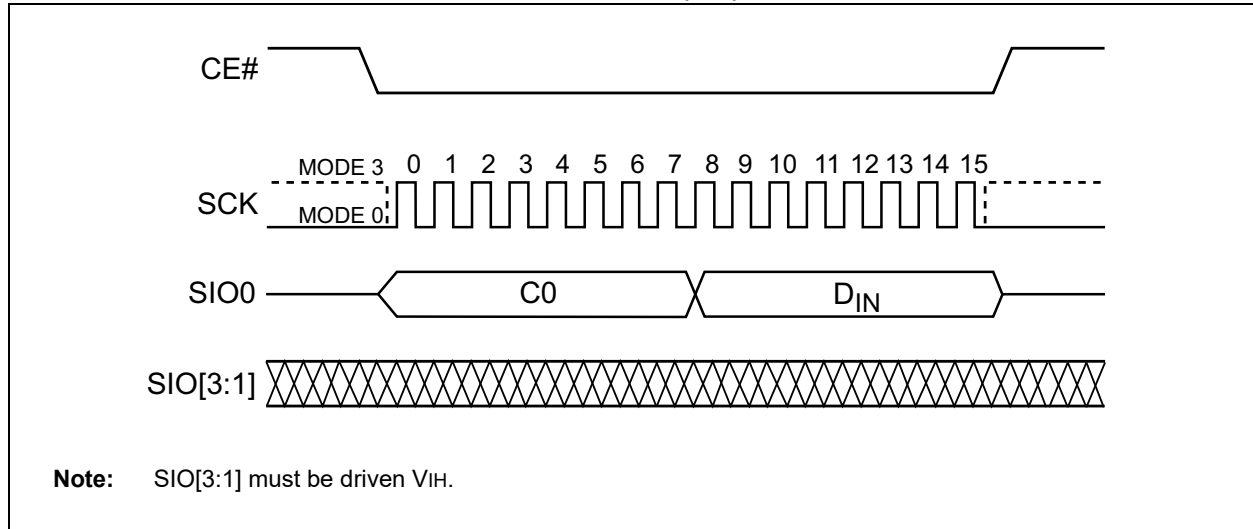 CE#
MODE 3 0 1 2 3 4 5 6 7 8 9 10 11 12 13 14 15
SCK
MODE 0
SIO0 C0 DIN
SIO[3:1]
Note: SIO[3:1] must be driven VIH.